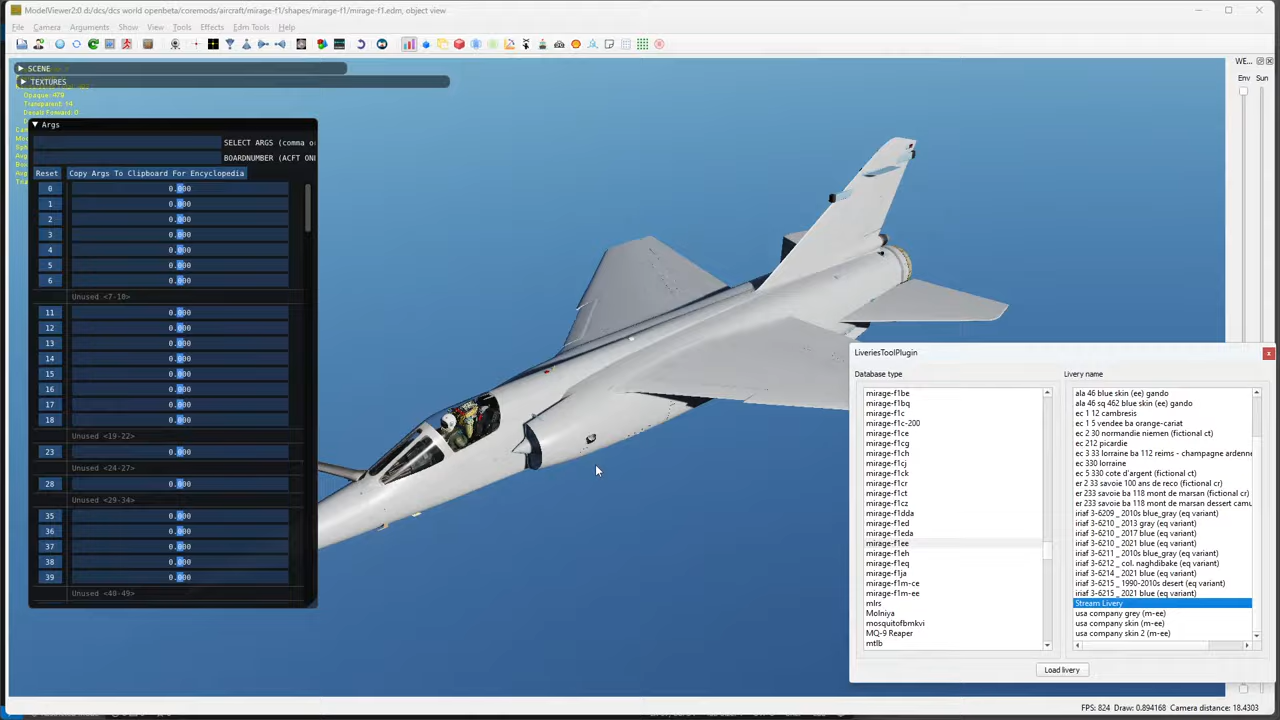 ModelViewer2:0 d:/dcs/dcs world openbeta/coremods/aircraft/mirage-f1/shapes/mirage-f1/mirage-f1.edm, object view
File Camera Arguments Show View Tools Effects Edm Tools Help
SCENE
TEXTURES
Opaque: 479
Transparent: 14
Args
SELECT ARGS (comma o
BOARDNUMBER (ACFT ONL
Reset Copy Args To Clipboard For Encyclopedia
0 0.000
1 0.000
2 0.000
3 0.000
4 0.000
5 0.000
6 0.000
Unused <7-10>
11 0.000
12 0.000
13 0.000
14 0.000
15 0.000
16 0.000
17 0.000
18 0.000
Unused <19-22>
23 0.000
Unused <24-27>
28 0.000
Unused <29-34>
35 0.000
36 0.000
37 0.000
38 0.000
39 0.000
Unused <40-49>
WE...
Env Sun
LiveriesToolPlugin
Database type
mirage-f1be
mirage-f1bq
mirage-f1c
mirage-f1c-200
mirage-f1ce
mirage-f1cg
mirage-f1ch
mirage-f1cj
mirage-f1ck
mirage-f1cr
mirage-f1ct
mirage-f1cz
mirage-f1dda
mirage-f1ed
mirage-f1eda
mirage-f1ee
mirage-f1eh
mirage-f1eq
mirage-f1ja
mirage-f1m-ce
mirage-f1m-ee
mlrs
Molniya
mosquitofbmkvi
MQ-9 Reaper
mtlb
Livery name
ala 46 blue skin (ee) gando
ala 46 sq 462 blue skin (ee) gando
ec 1 12 cambresis
ec 1 5 vendee ba orange-cariat
ec 2 30 normandie niemen (fictional ct)
ec 212 picardie
ec 3 33 lorraine ba 112 reims - champagne ardenne
ec 330 lorraine
ec 5 330 cote d'argent (fictional ct)
er 2 33 savoie 100 ans de reco (fictional cr)
er 233 savoie ba 118 mont de marsan (fictional cr)
er 233 savoie ba 118 mont de marsan dessert camu
iriaf 3-6209 _ 2010s blue_gray (eq variant)
iriaf 3-6210 _ 2013 gray (eq variant)
iriaf 3-6210 _ 2017 blue (eq variant)
iriaf 3-6210 _ 2021 blue (eq variant)
iriaf 3-6211 _ 2010s blue_gray (eq variant)
iriaf 3-6212 _ col. naghdibake (eq variant)
iriaf 3-6214 _ 2021 blue (eq variant)
iriaf 3-6215 _ 1990-2010s desert (eq variant)
iriaf 3-6215 _ 2021 blue (eq variant)
Stream Livery
usa company grey (m-ee)
usa company skin (m-ee)
usa company skin 2 (m-ee)
Load livery
FPS: 824 Draw: 0.894168 Camera distance: 18.4303